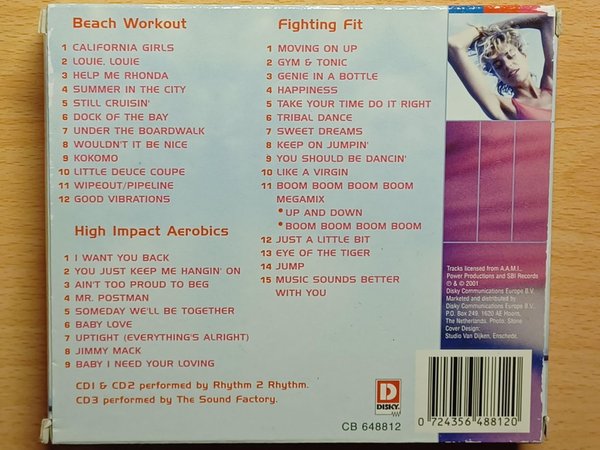 Beach Workout
1 CALIFORNIA GIRLS
2 LOUIE, LOUIE
3 HELP ME RHONDA
4 SUMMER IN THE CITY
5 STILL CRUISIN'
6 DOCK OF THE BAY
7 UNDER THE BOARDWALK
8 WOULDN'T IT BE NICE
9 KOKOMO
10 LITTLE DEUCE COUPE
11 WIPEOUT/PIPELINE
12 GOOD VIBRATIONS
High Impact Aerobics
1 I WANT YOU BACK
2 YOU JUST KEEP ME HANGIN' ON
3 AIN'T TOO PROUD TO BEG
4 MR. POSTMAN
5 SOMEDAY WE'LL BE TOGETHER
6 BABY LOVE
7 UPTIGHT (EVERYTHING'S ALRIGHT)
8 JIMMY MACK
9 BABY I NEED YOUR LOVING
Fighting Fit
1 MOVING ON UP
2 GYM & TONIC
3 GENIE IN A BOTTLE
4 HAPPINESS
5 TAKE YOUR TIME DO IT RIGHT
6 TRIBAL DANCE
7 SWEET DREAMS
8 KEEP ON JUMPIN'
9 YOU SHOULD BE DANCIN'
10 LIKE A VIRGIN
11 BOOM BOOM BOOM BOOM
MEGAMIX
• UP AND DOWN
• BOOM BOOM BOOM BOOM
12 JUST A LITTLE BIT
13 EYE OF THE TIGER
14 JUMP
15 MUSIC SOUNDS BETTER
WITH YOU
CD1 & CD2 performed by Rhythm 2 Rhythm.
CD3 performed by The Sound Factory.
Tracks licensed from A.A.M.I.,
Power Productions and SBI Records
℗ & © 2001
Disky Communications Europe B.V.
Marketed and distributed by
Disky Communications Europe B.V.
P.O. Box 249, 1620 AE Hoorn,
The Netherlands. Photo: Stone
Cover Design:
Studio Van Dijken, Enschede.
D
DISKY
CB 648812
0 724356 488120